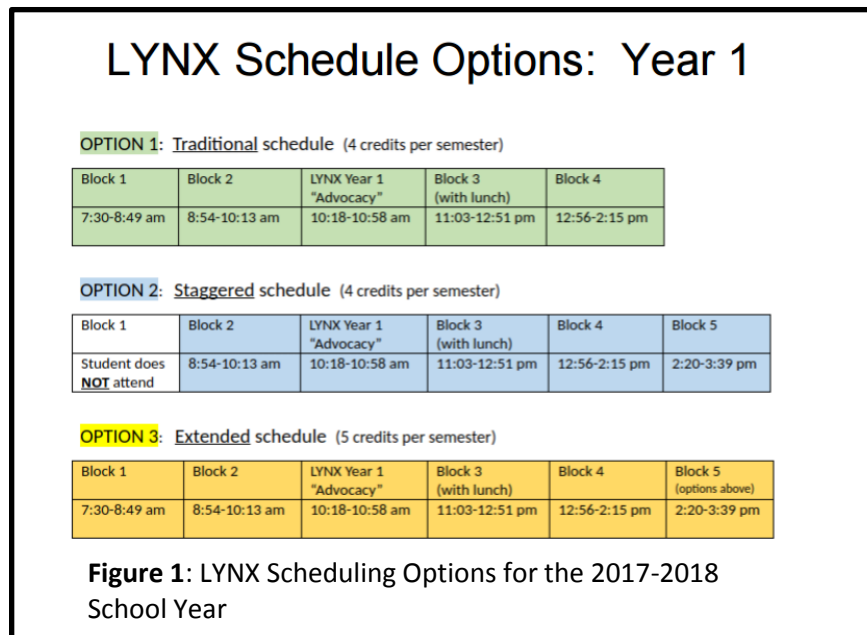 LYNX Schedule Options: Year 1
OPTION 1: Traditional schedule (4 credits per semester)
Block 1 Block 2 LYNX Year 1 Block 3 Block 4
"Advocacy" (with lunch)
7:30-8:49 am 8:54-10:13 am 10:18-10:58 am 11:03-12:51 pm 12:56-2:15 pm
OPTION 2: Staggered schedule (4 credits per semester)
Block 1 Block 2 LYNX Year 1 Block 3 Block 4 Block 5
"Advocacy" (with lunch)
Student does 8:54-10:13 am 10:18-10:58 am 11:03-12:51 pm 12:56-2:15 pm 2:20-3:39 pm
NOT attend
OPTION 3: Extended schedule (5 credits per semester)
Block 1 Block 2 LYNX Year 1 Block 3 Block 4 Block 5
"Advocacy" (with lunch) (options above)
7:30-8:49 am 8:54-10:13 am 10:18-10:58 am 11:03-12:51 pm 12:56-2:15 pm 2:20-3:39 pm
Figure 1: LYNX Scheduling Options for the 2017-2018
School Year